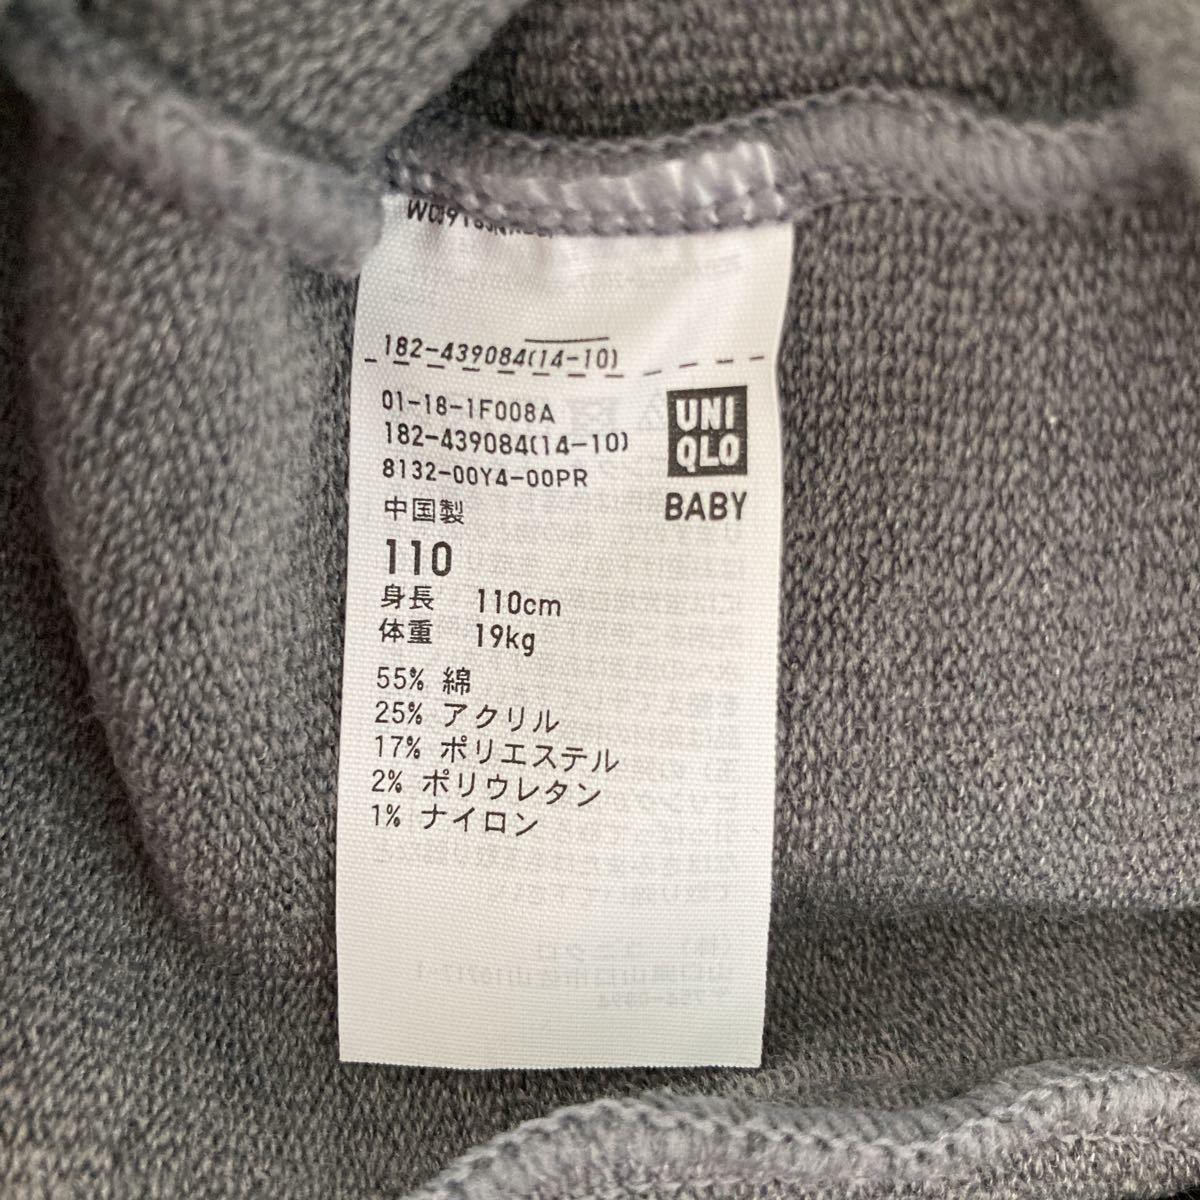 182-439084(14-10)
01-18-1F008A
182-439084(14-10)
8132-00Y4-00PR
UNI
QLO
BABY
中国製
110
身長 110cm
体重 19kg
55% 綿
25% アクリル
17% ポリエステル
2% ポリウレタン
1% ナイロン